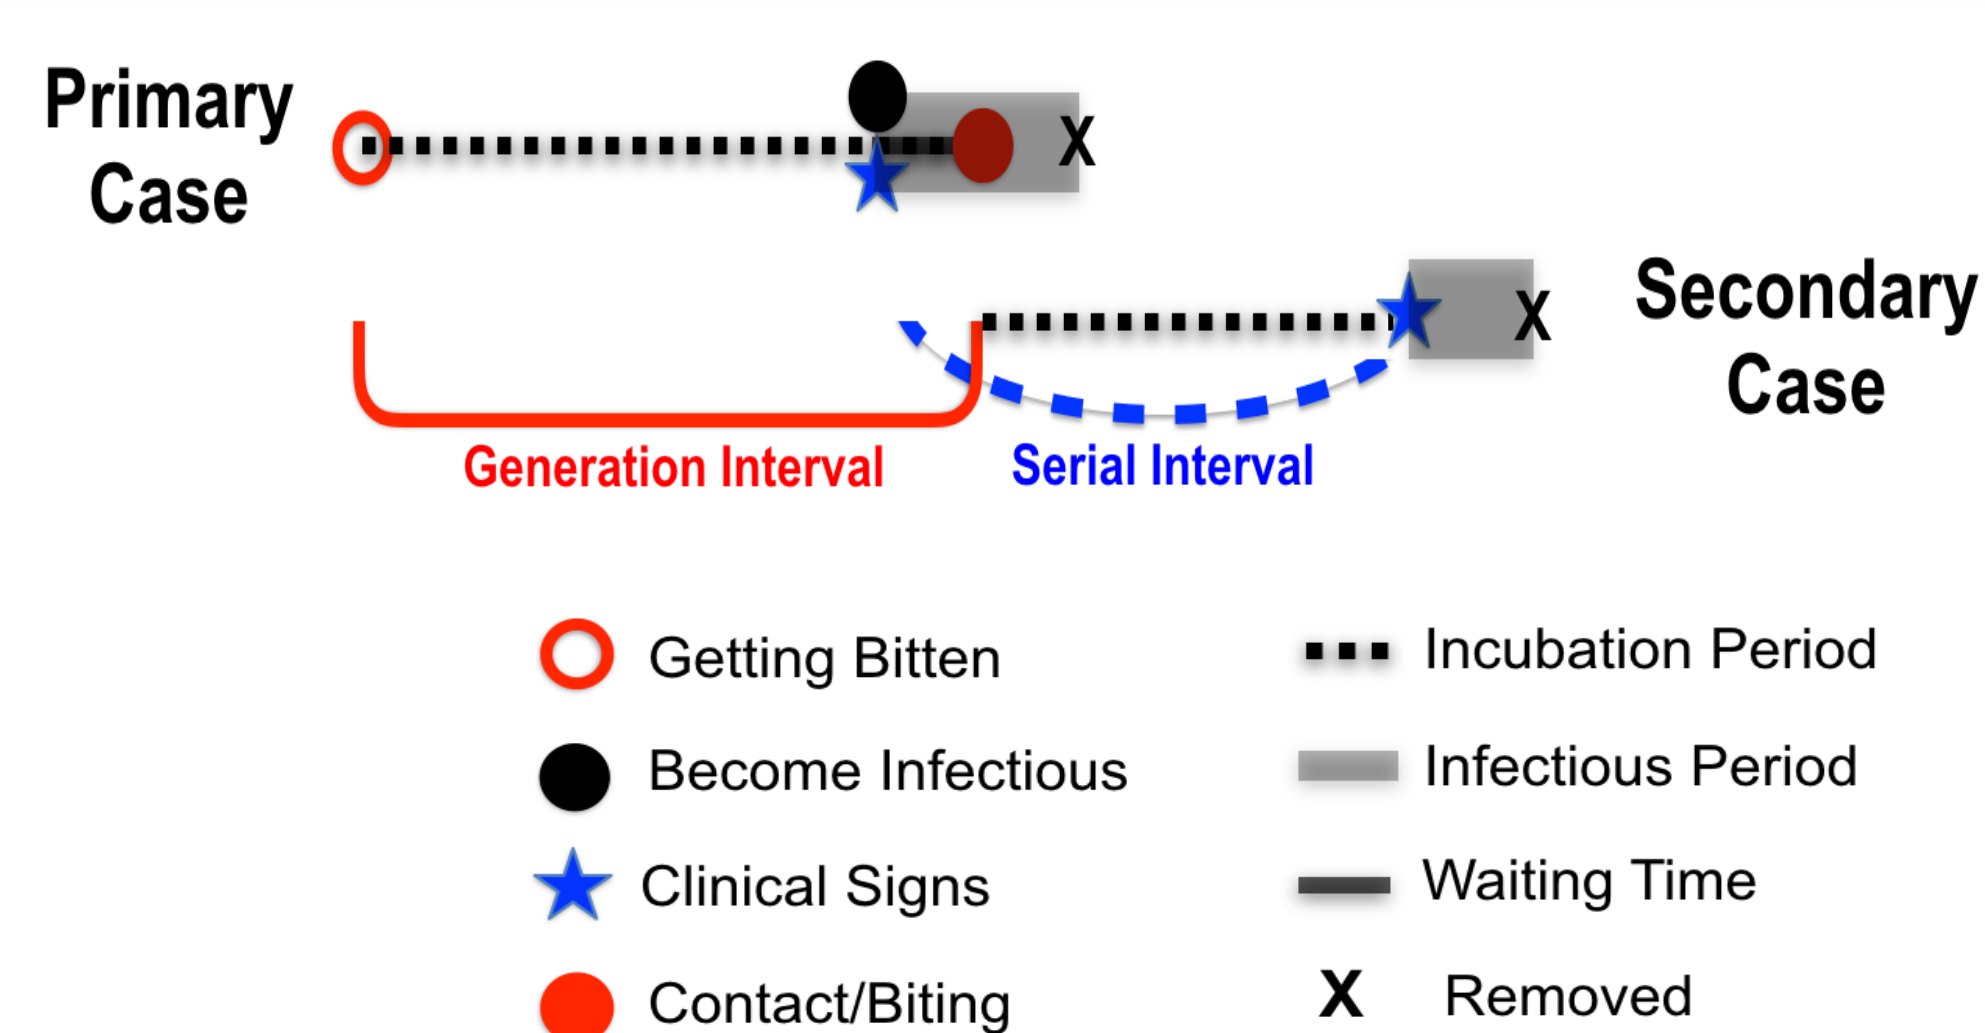 Primary
Case
X
X
Secondary
Case
Generation Interval
Serial Interval
Getting Bitten
Incubation Period
Become Infectious
Infectious Period
Clinical Signs
Waiting Time
Contact/Biting
X Removed